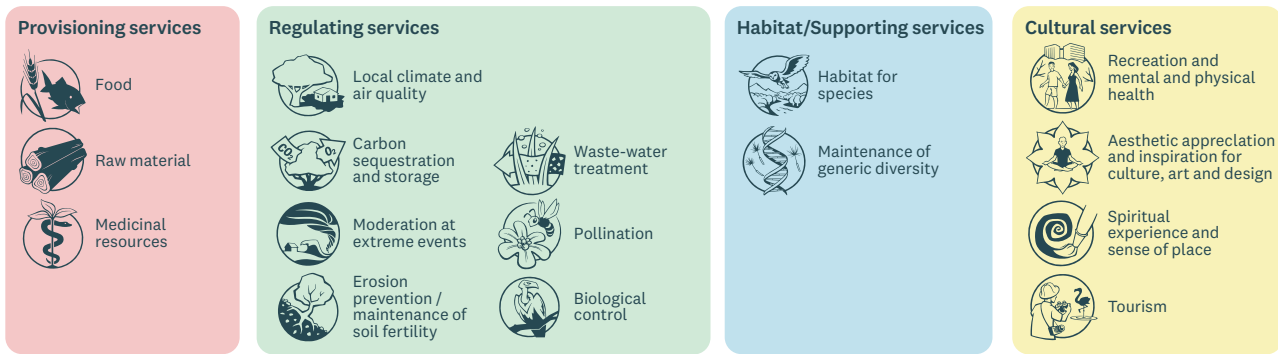 Provisioning services
Food
Raw material
Medicinal
resources
Regulating services
Local climate and
air quality
Carbon
sequestration
and storage
CO₂
O₂
Moderation at
extreme events
Erosion
prevention /
maintenance of
soil fertility
Waste-water
treatment
Pollination
Biological
control
Habitat/Supporting services
Habitat for
species
Maintenance of
generic diversity
Cultural services
Recreation and
mental and physical
health
Aesthetic appreclation
and inspiration for
culture, art and design
Spiritual
experience and
sense of place
Tourism